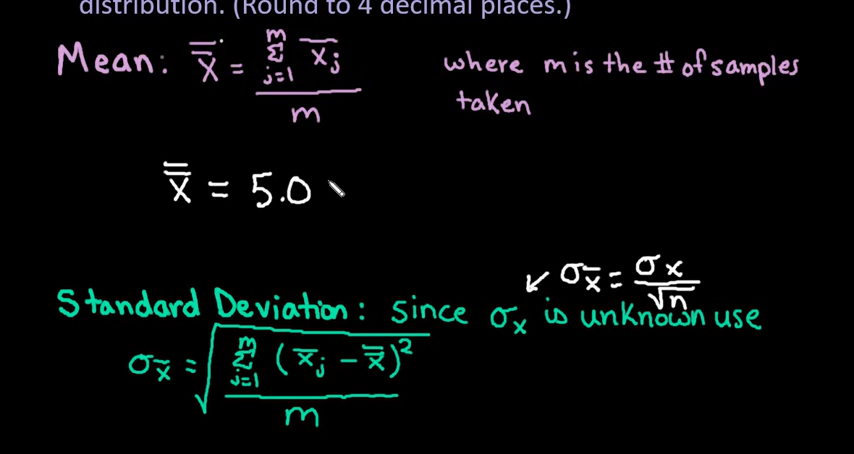 distribution. (Round to 4 decimal places.)
Mean: x̿ = Σ_{j=1}^{m} x̄_j / m
where m is the # of samples
taken
x̿ = 5.0
σ_x̄ = σ_x / √n
Standard Deviation: since σ_x is unknown use
σ_x̄ = √( Σ_{j=1}^{m} ( x̄_j − x̿ )² / m )